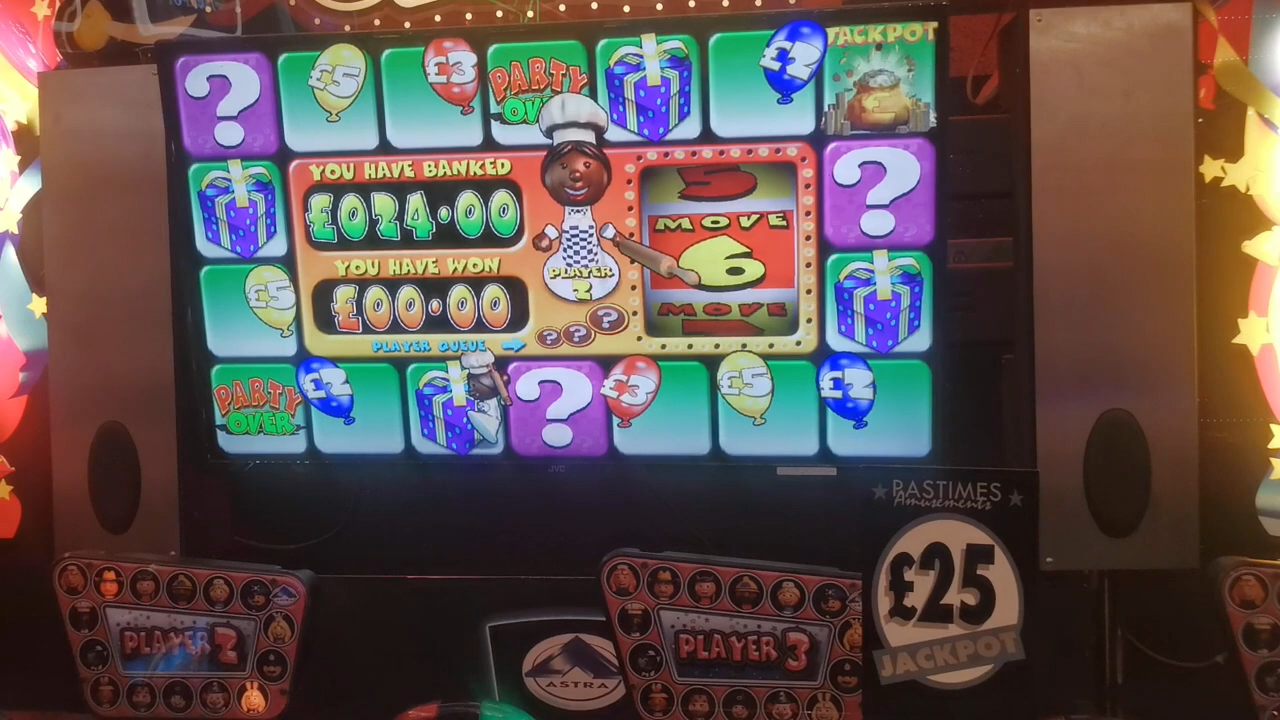 ?
£5
£3
PARTY
OVER
£2
JACKPOT
£
YOU HAVE BANKED
£024.00
YOU HAVE WON
£00.00
PLAYER QUEUE
PLAYER
2
? ? ?
5
MOVE
6
MOVE
?
£5
PARTY
OVER
£2
?
£3
£5
£2
JVC
PASTIMES
Amusements
£25
JACKPOT
PLAYER 2
ASTRA
PLAYER 3